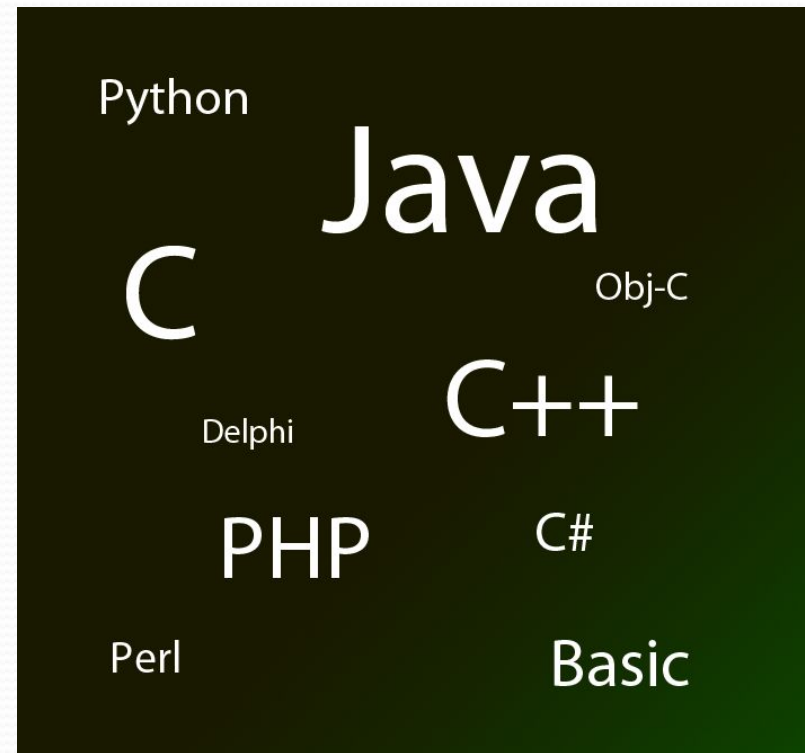 Python
Java
C
Obj-C
C++
Delphi
PHP
C#
Perl
Basic